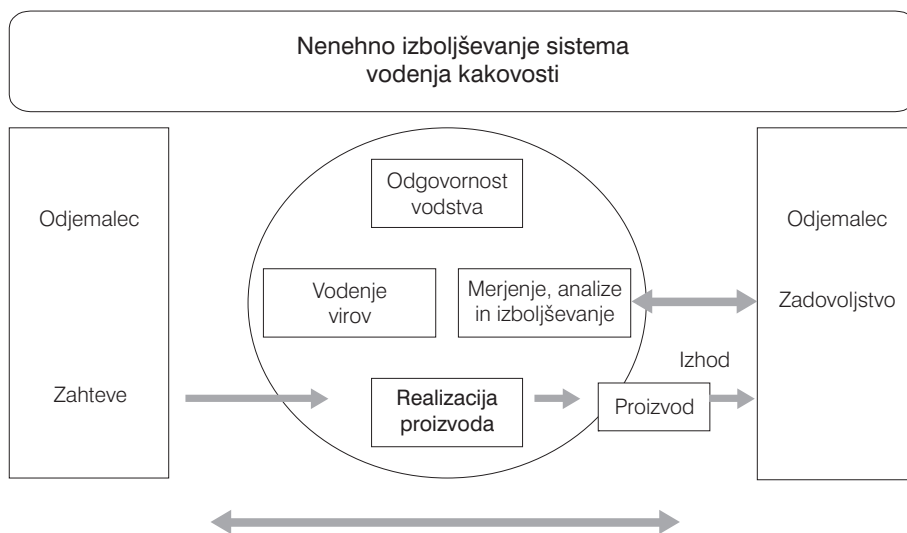 Nenehno izboljševanje sistema
vodenja kakovosti
Odjemalec
Zahteve
Odgovornost
vodstva
Vodenje
virov
Merjenje, analize
in izboljševanje
Realizacija
proizvoda
Izhod
Proizvod
Odjemalec
Zadovoljstvo